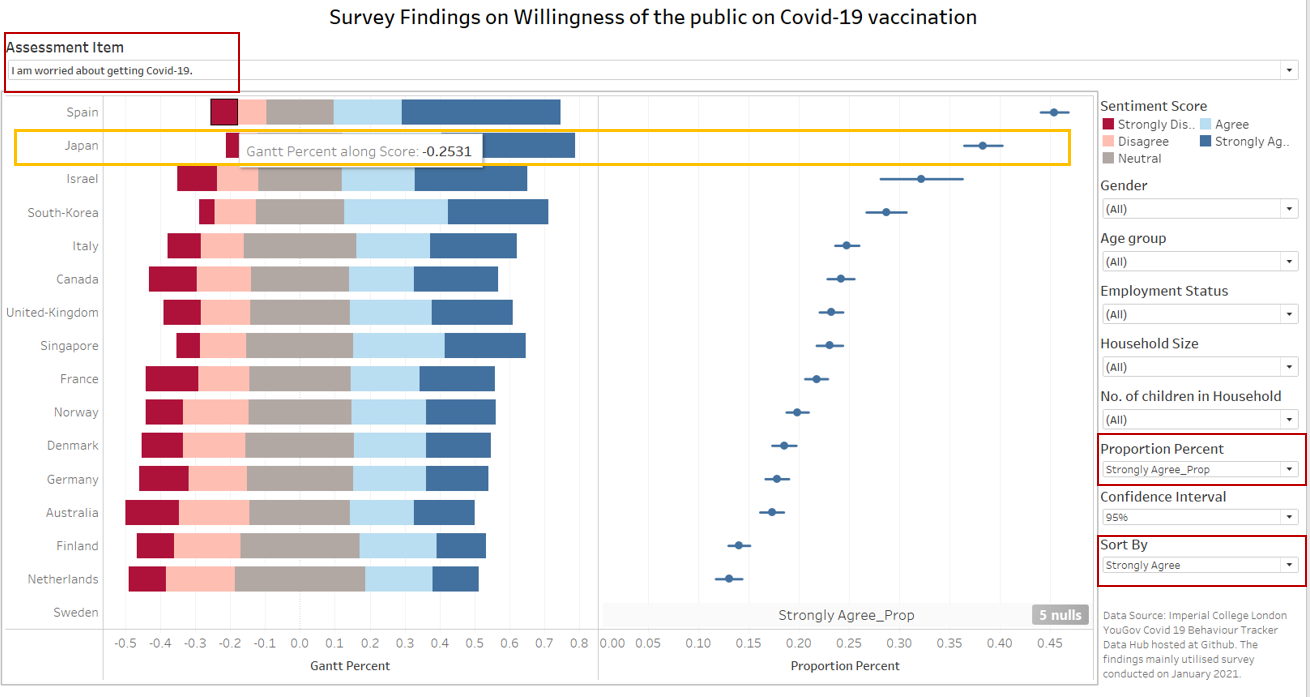 Survey Findings on Willingness of the public on Covid-19 vaccination
Assessment Item
I am worried about getting Covid-19.
Spain
Japan
Gantt Percent along Score: -0.2531
Israel
South-Korea
Italy
Canada
United-Kingdom
Singapore
France
Norway
Denmark
Germany
Australia
Finland
Netherlands
Sweden
Strongly Agree_Prop
5 nulls
-0.5 -0.4 -0.3 -0.2 -0.1 0.0 0.1 0.2 0.3 0.4 0.5 0.6 0.7 0.8
Gantt Percent
0.00 0.05 0.10 0.15 0.20 0.25 0.30 0.35 0.40 0.45
Proportion Percent
Sentiment Score
Strongly Dis.. Agree
Disagree Strongly Ag..
Neutral
Gender
(All)
Age group
(All)
Employment Status
(All)
Household Size
(All)
No. of children in Household
(All)
Proportion Percent
Strongly Agree_Prop
Confidence Interval
95%
Sort By
Strongly Agree
Data Source: Imperial College London
YouGov Covid 19 Behaviour Tracker
Data Hub hosted at Github. The
findings mainly utilised survey
conducted on January 2021.